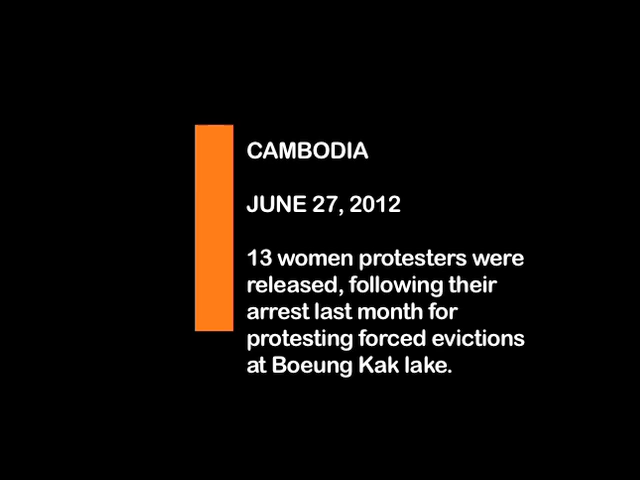 CAMBODIA
JUNE 27, 2012
13 women protesters were
released, following their
arrest last month for
protesting forced evictions
at Boeung Kak lake.